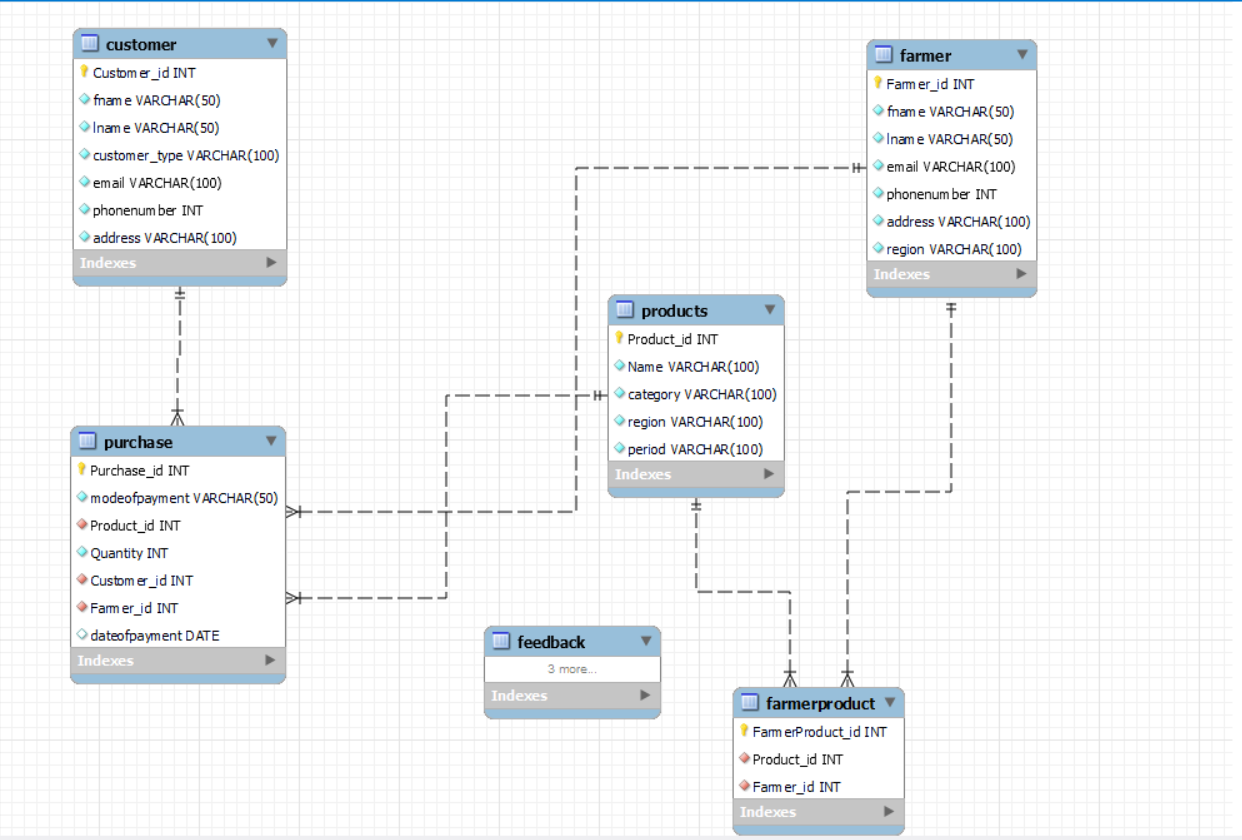 customer
Customer_id INT
fname VARCHAR(50)
lname VARCHAR(50)
customer_type VARCHAR(100)
email VARCHAR(100)
phonenumber INT
address VARCHAR(100)
Indexes
farmer
Farmer_id INT
fname VARCHAR(50)
lname VARCHAR(50)
email VARCHAR(100)
phonenumber INT
address VARCHAR(100)
region VARCHAR(100)
Indexes
products
Product_id INT
Name VARCHAR(100)
category VARCHAR(100)
region VARCHAR(100)
period VARCHAR(100)
Indexes
purchase
Purchase_id INT
modeofpayment VARCHAR(50)
Product_id INT
Quantity INT
Customer_id INT
Farmer_id INT
dateofpayment DATE
Indexes
feedback
3 more...
Indexes
farmerproduct
FarmerProduct_id INT
Product_id INT
Farmer_id INT
Indexes